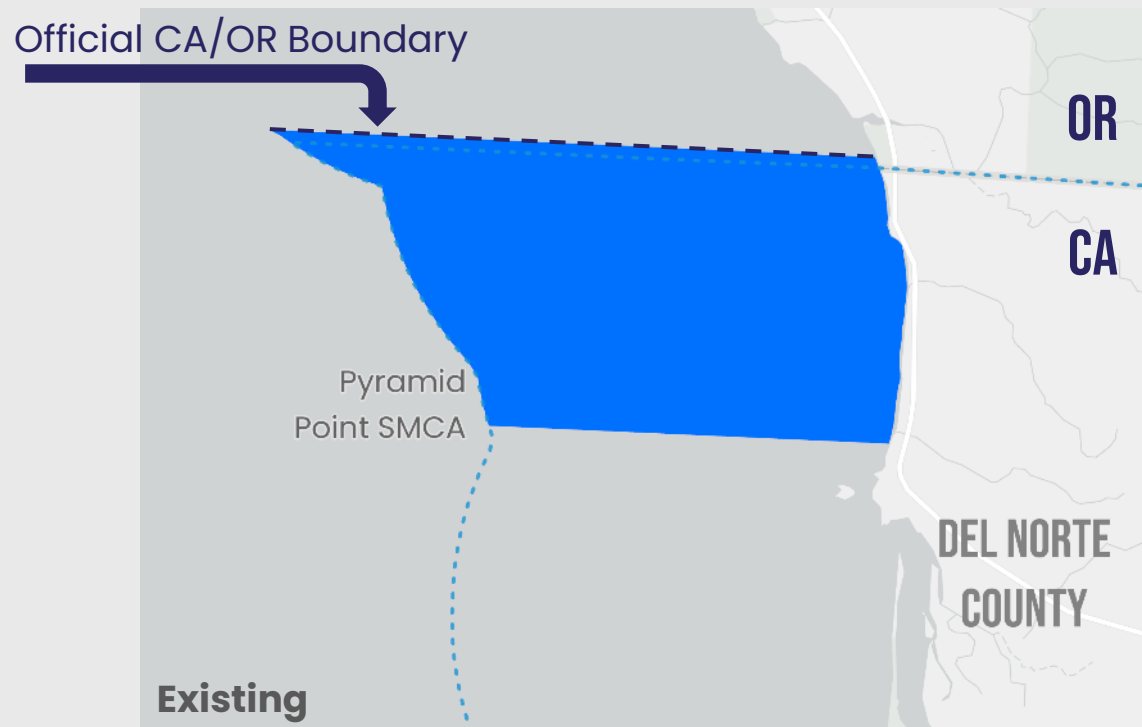 Official CA/OR Boundary
OR
CA
Pyramid
Point SMCA
DEL NORTE
COUNTY
Existing